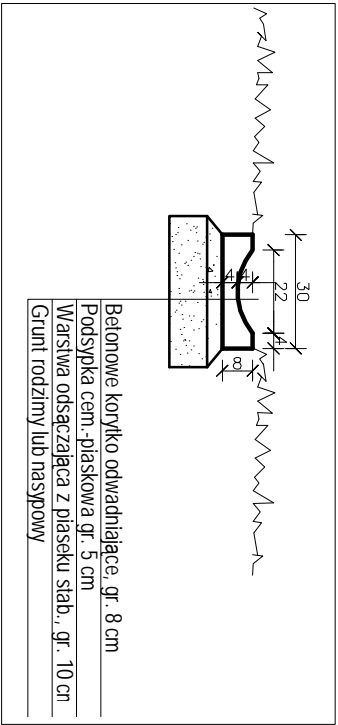 30
22
4
4
4
8
Betonowe korytko odwadniające, gr. 8 cm
Podsypka cem.-piaskowa gr. 5 cm
Warstwa odsączająca z piaseku stab., gr. 10 cm
Grunt rodzimy lub nasypowy